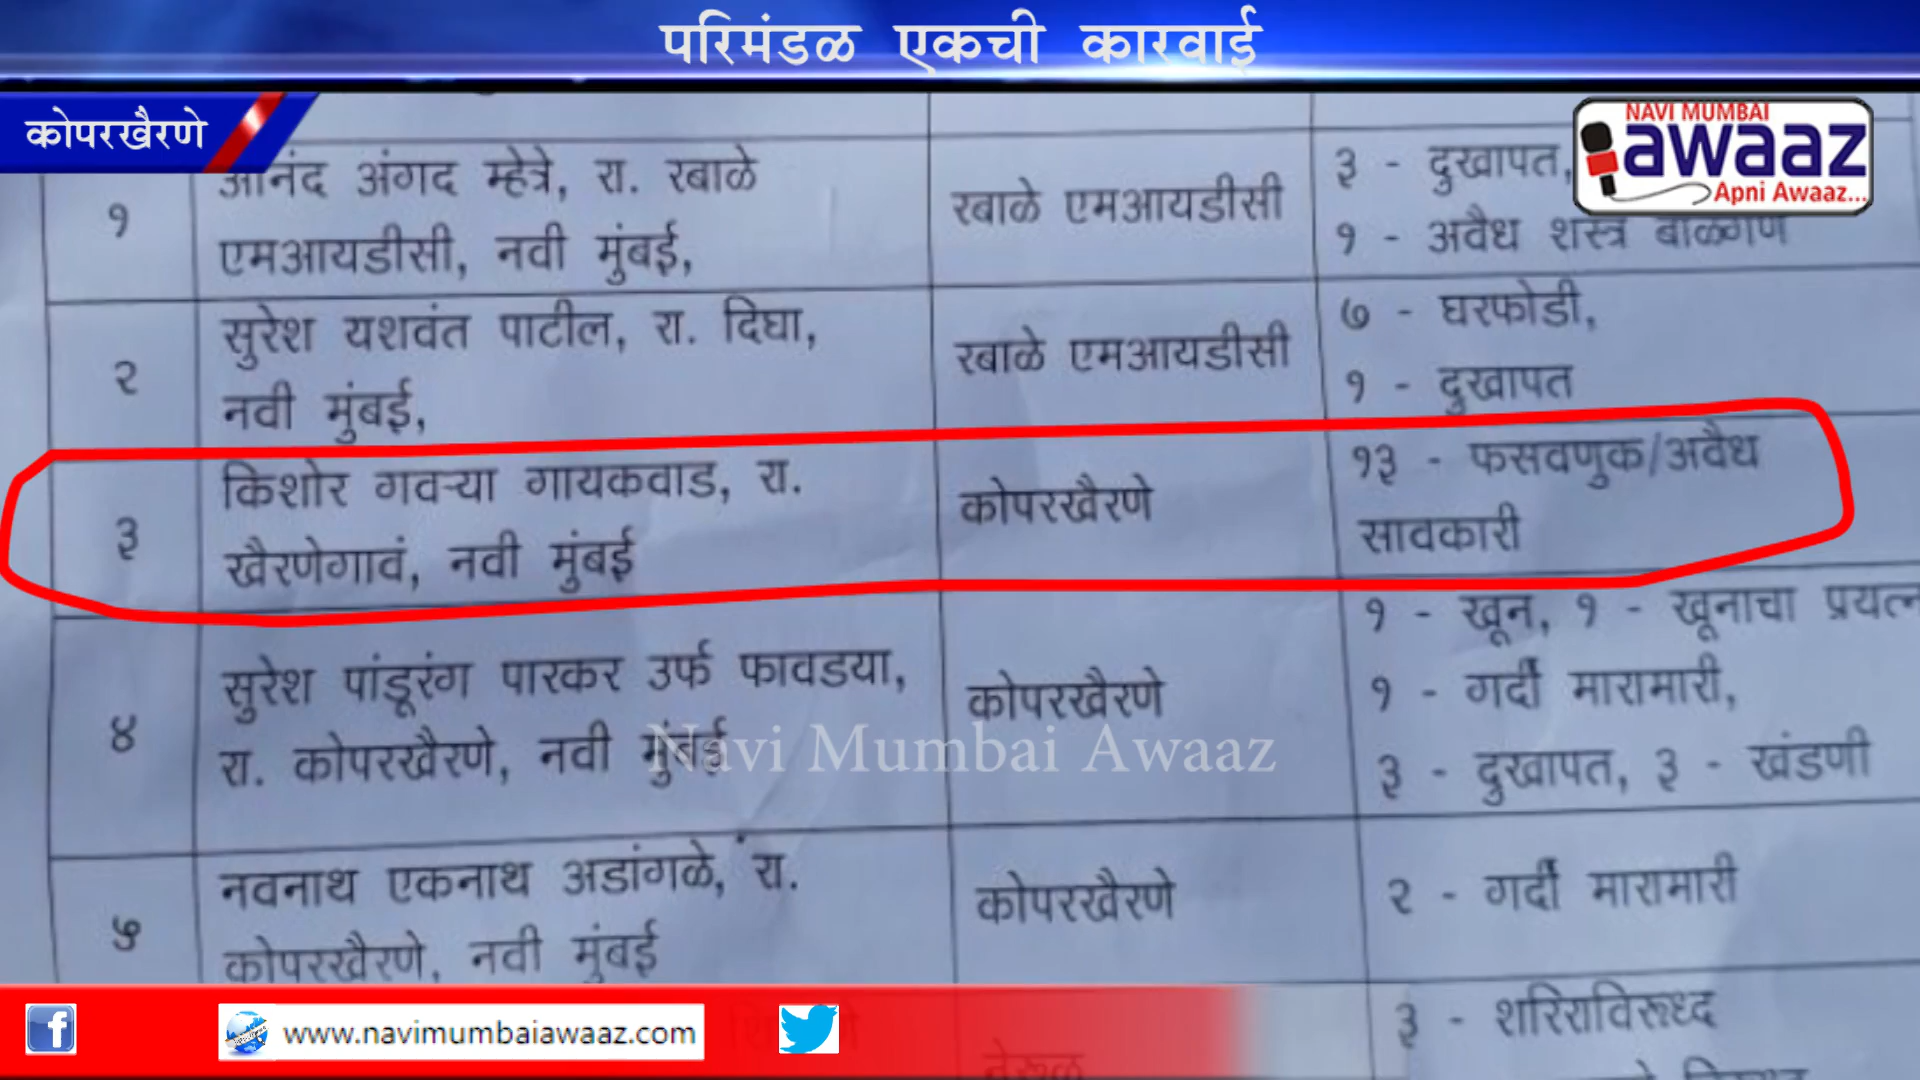 परिमंडळ एकची कारवाई
कोपरखैरणे
NAVI MUMBAI
awaaz
Apni Awaaz...
१
आनंद अंगद म्हेत्रे, रा. रबाळे
एमआयडीसी, नवी मुंबई,
रबाळे एमआयडीसी
३ - दुखापत,
१ - अवैध शस्त्र बाळगणे
२
सुरेश यशवंत पाटील, रा. दिघा,
नवी मुंबई,
रबाळे एमआयडीसी
७ - घरफोडी,
१ - दुखापत
३
किशोर गवऱ्या गायकवाड, रा.
खैरणेगावं, नवी मुंबई
कोपरखैरणे
१३ - फसवणुक/अवैध
सावकारी
४
सुरेश पांडूरंग पारकर उर्फ फावडया,
रा. कोपरखैरणे, नवी मुंबई
कोपरखैरणे
१ - खून, १ - खूनाचा प्रयत्न
१ - गर्दी मारामारी,
३ - दुखापत, ३ - खंडणी
Navi Mumbai Awaaz
५
नवनाथ एकनाथ अडांगळे, रा.
कोपरखैरणे, नवी मुंबई
कोपरखैरणे
२ - गर्दी मारामारी
३ - शरिराविरूध्द
नेरूळ
www.navimumbaiawaaz.com